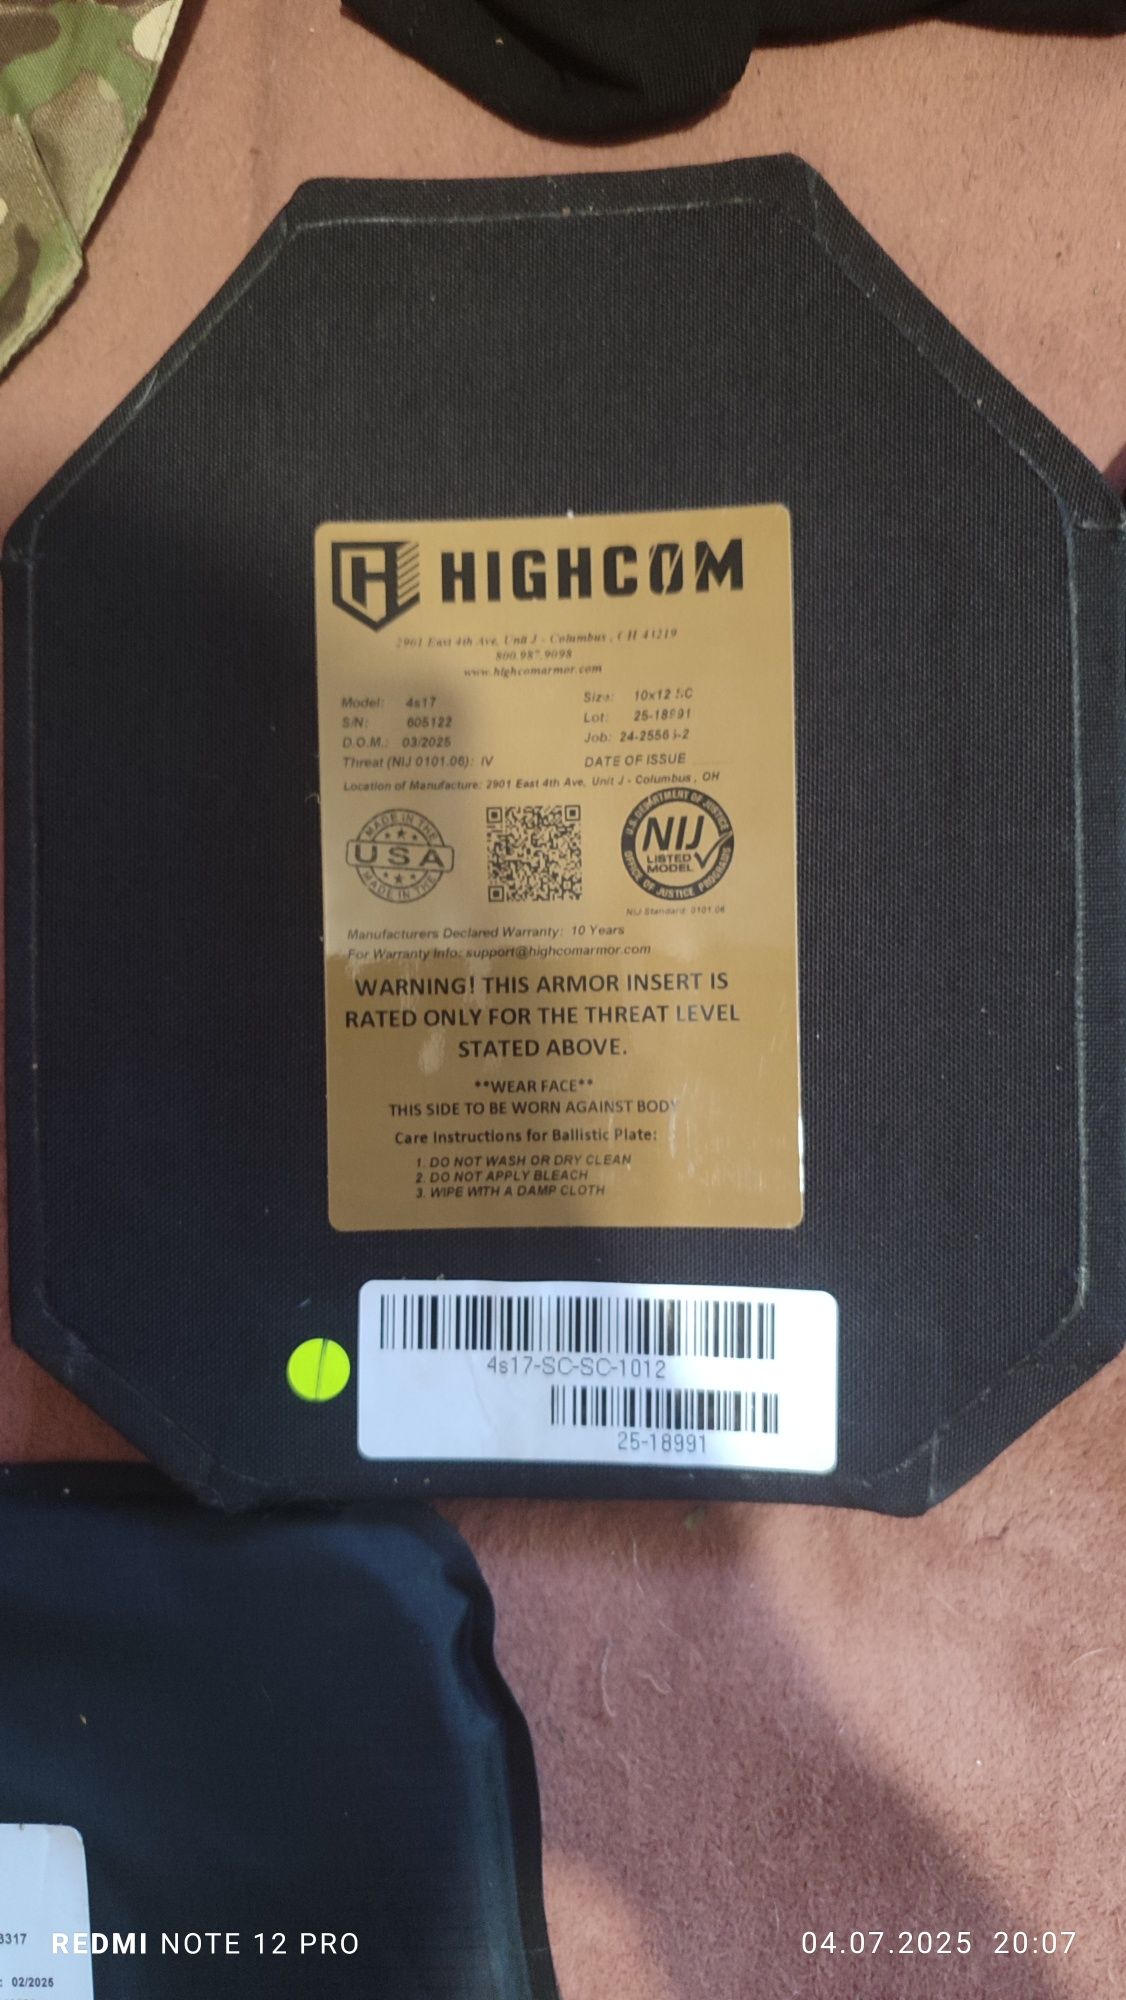 HIGHCOM
2901 East 4th Ave, Unit J - Columbus, OH 43219
800.987.9098
www.highcomarmor.com
Model: 4s17
Size: 10x12 SC
S/N: 605122
Lot: 25-18991
D.O.M.: 03/2025
Job: 24-2556
Threat (NIJ 0101.06): IV
DATE OF ISSUE
Location of Manufacture: 2901 East 4th Ave, Unit J - Columbus , OH
MADE IN THE
USA
MADE IN THE
U.S. DEPARTMENT OF JUSTICE
NIJ
LISTED
MODEL
OFFICE OF JUSTICE PROGRAMS
NIJ Standard: 0101.06
Manufacturers Declared Warranty: 10 Years
For Warranty Info: support@highcomarmor.com
WARNING! THIS ARMOR INSERT IS
RATED ONLY FOR THE THREAT LEVEL
STATED ABOVE.
**WEAR FACE**
THIS SIDE TO BE WORN AGAINST BODY
Care Instructions for Ballistic Plate:
1. DO NOT WASH OR DRY CLEAN
2. DO NOT APPLY BLEACH
3. WIPE WITH A DAMP CLOTH
4s17-SC-SC-1012
25-18991
3317
: 02/2025
REDMI NOTE 12 PRO
04.07.2025 20:07